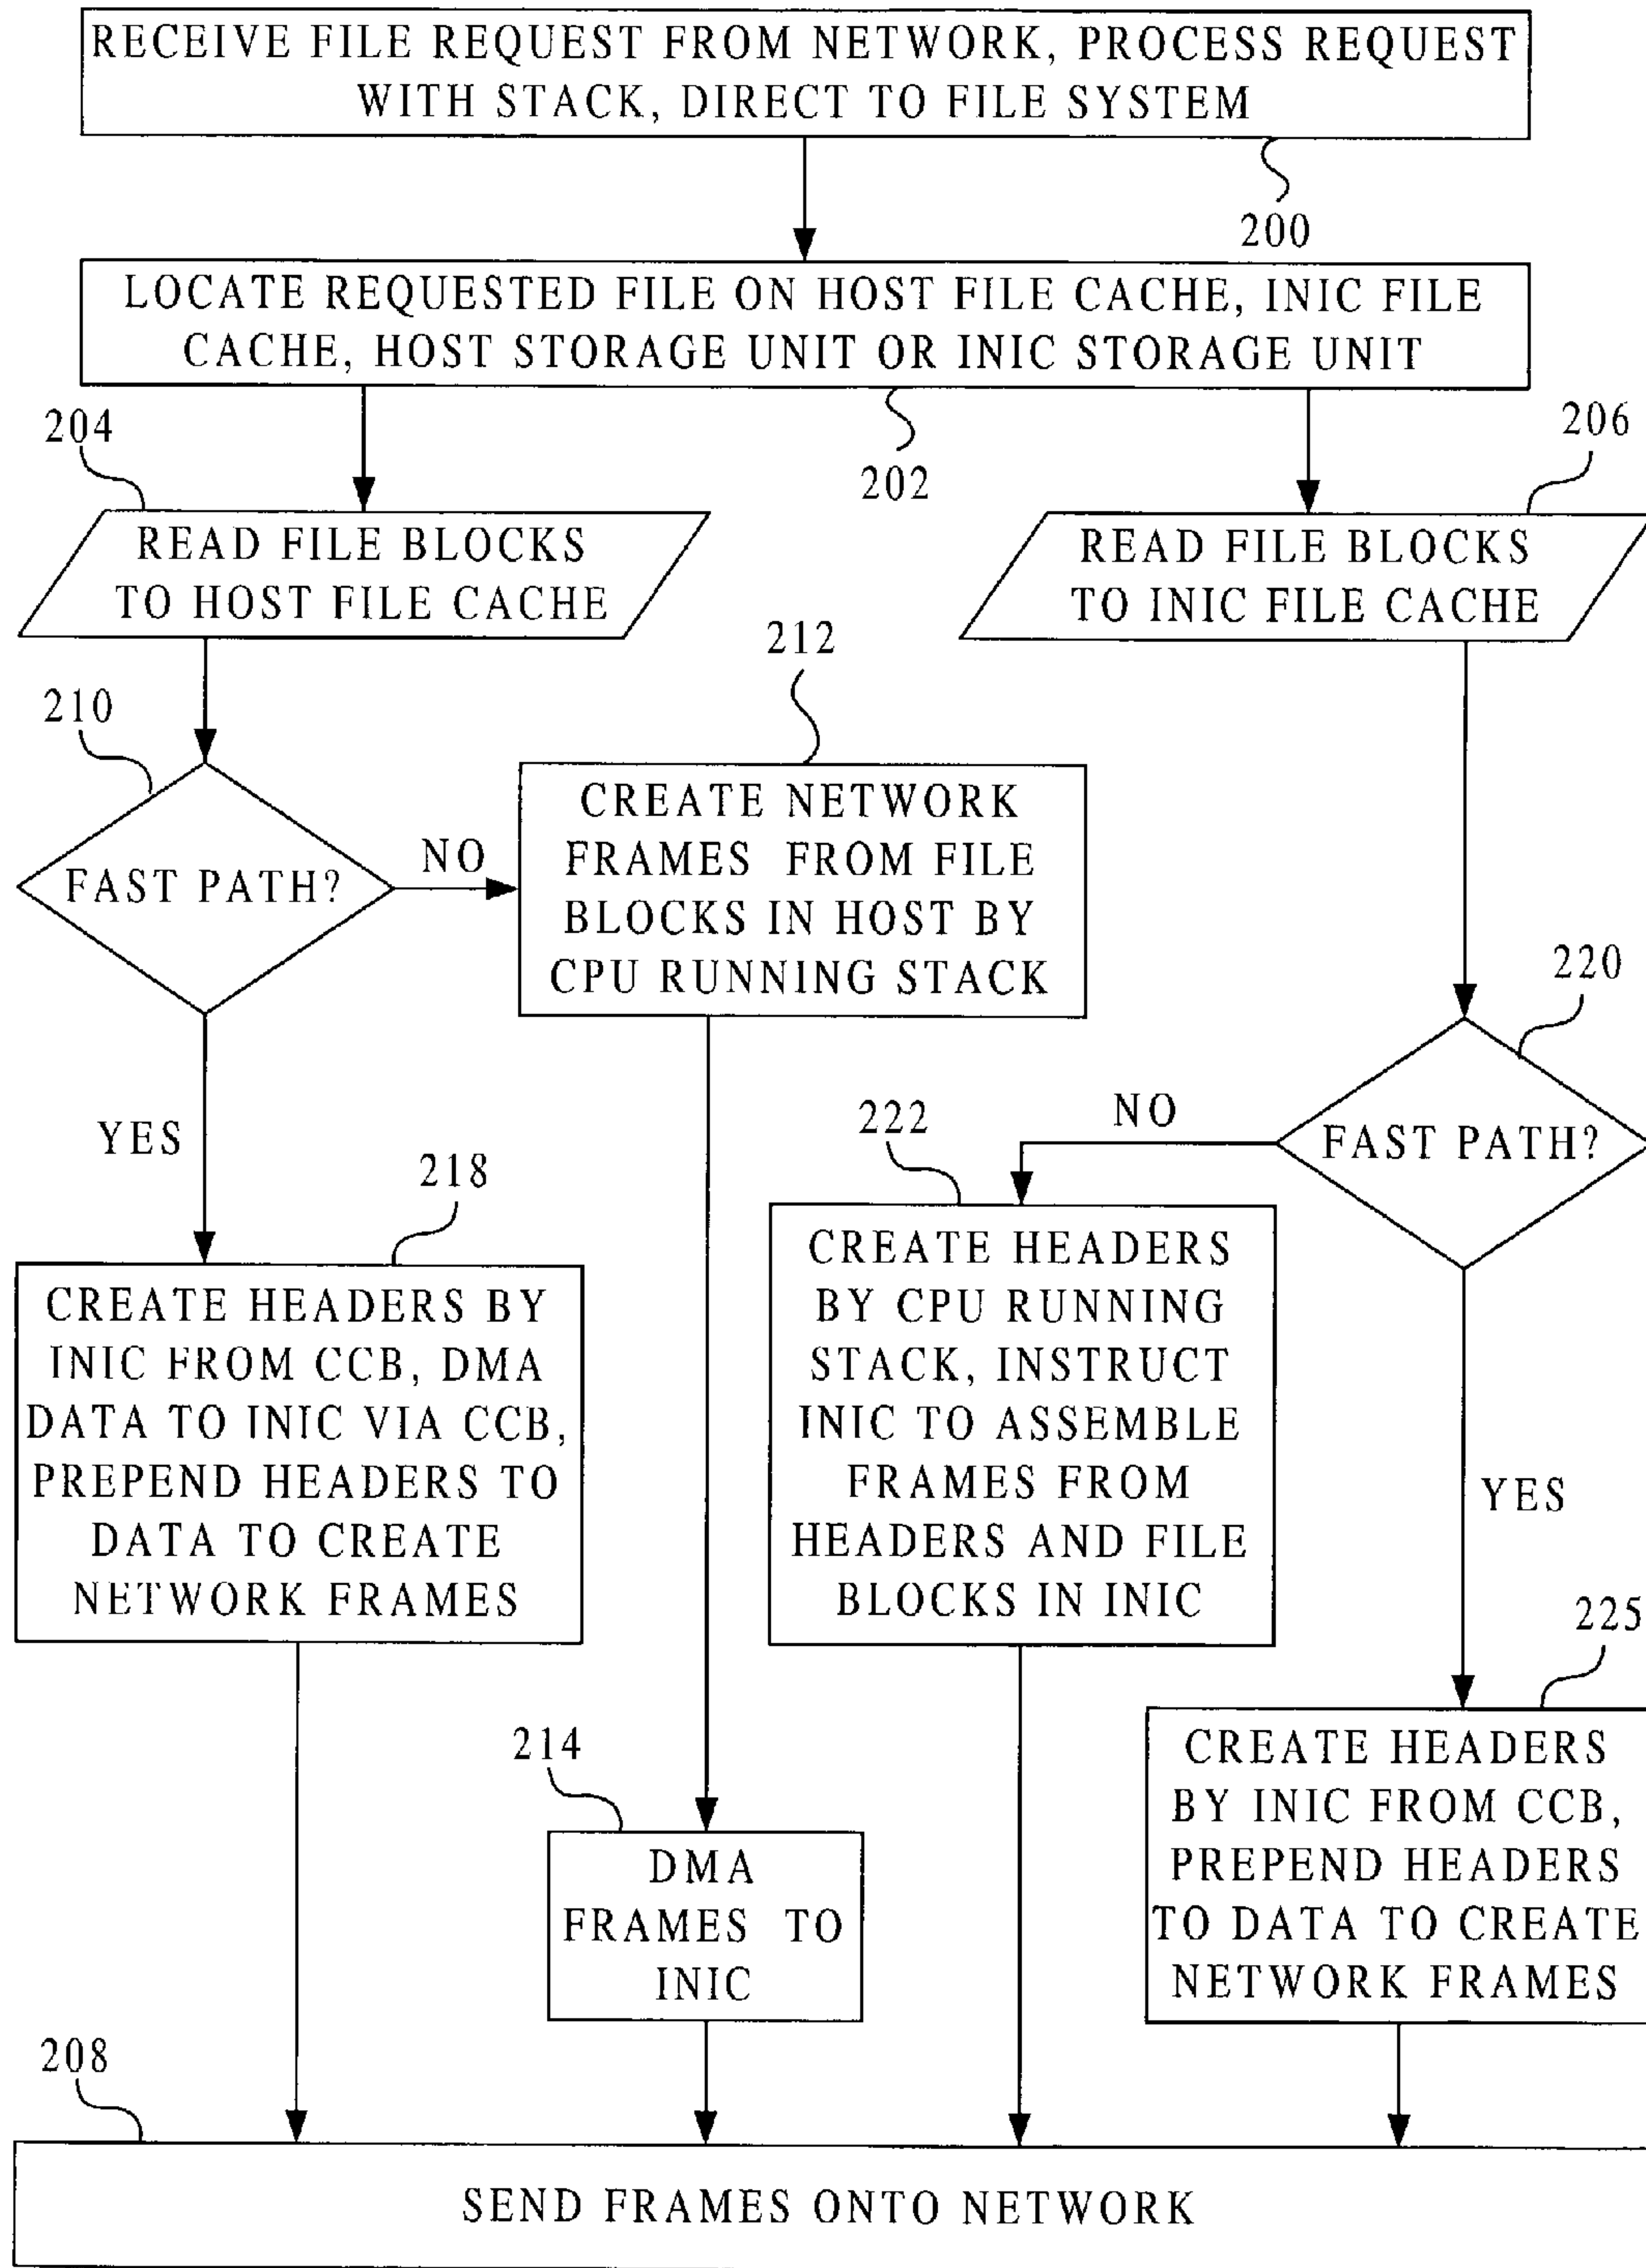 RECEIVE FILE REQUEST FROM NETWORK, PROCESS REQUEST
WITH STACK, DIRECT TO FILE SYSTEM
200
LOCATE REQUESTED FILE ON HOST FILE CACHE, INIC FILE
CACHE, HOST STORAGE UNIT OR INIC STORAGE UNIT
202
204
READ FILE BLOCKS
TO HOST FILE CACHE
206
READ FILE BLOCKS
TO INIC FILE CACHE
210
FAST PATH?
NO
YES
212
CREATE NETWORK
FRAMES FROM FILE
BLOCKS IN HOST BY
CPU RUNNING STACK
220
FAST PATH?
NO
YES
218
CREATE HEADERS BY
INIC FROM CCB, DMA
DATA TO INIC VIA CCB,
PREPEND HEADERS TO
DATA TO CREATE
NETWORK FRAMES
222
CREATE HEADERS
BY CPU RUNNING
STACK, INSTRUCT
INIC TO ASSEMBLE
FRAMES FROM
HEADERS AND FILE
BLOCKS IN INIC
214
DMA
FRAMES TO
INIC
225
CREATE HEADERS
BY INIC FROM CCB,
PREPEND HEADERS
TO DATA TO CREATE
NETWORK FRAMES
208
SEND FRAMES ONTO NETWORK